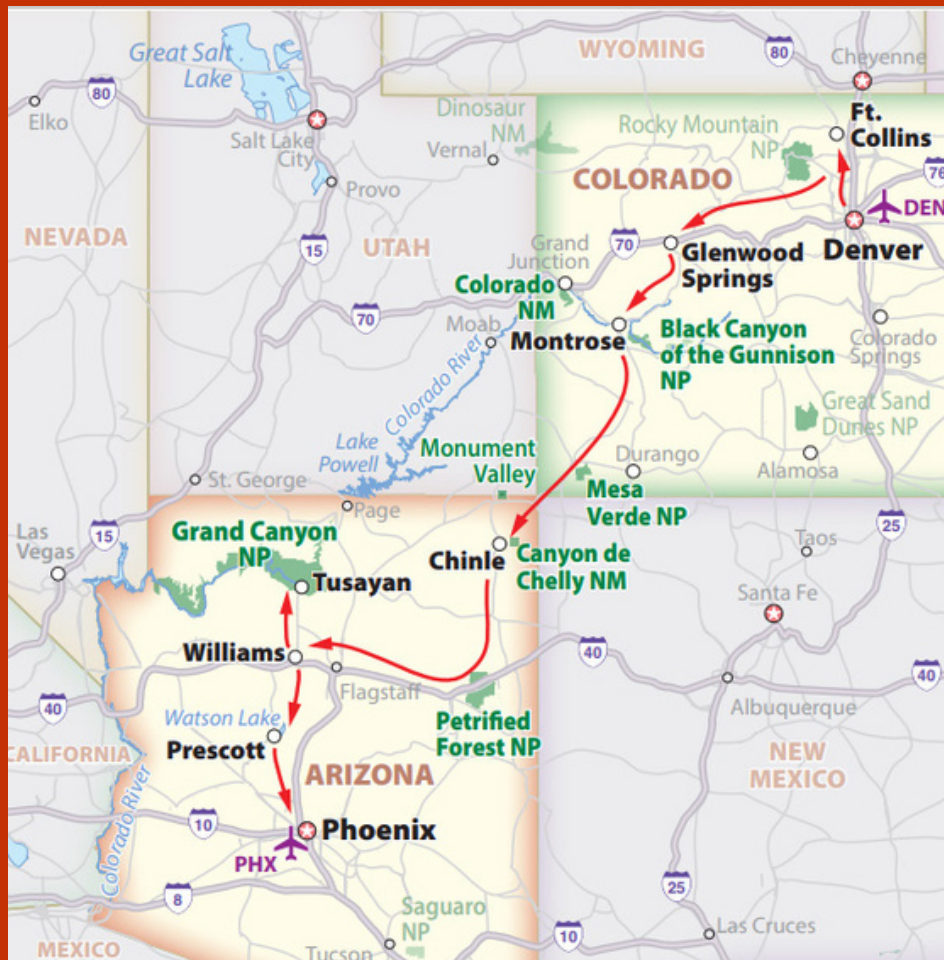 WYOMING
80
Cheyenne
Great Salt
Lake
80
Elko
Salt Lake
City
Dinosaur
NM
Vernal
Rocky Mountain
NP
Ft.
Collins
COLORADO
76
Provo
DEN
NEVADA
15
UTAH
Grand
Junction
70
Glenwood
Springs
Denver
Colorado
NM
70
Moab
Montrose
Black Canyon
of the Gunnison
NP
Colorado
Springs
Colorado River
Great Sand
Dunes NP
Lake
Powell
Monument
Valley
Durango
Alamosa
St. George
Page
Mesa
Verde NP
Las
Vegas
15
Grand Canyon
NP
25
Taos
Chinle
Canyon de
Chelly NM
Tusayan
Santa Fe
Williams
40
Flagstaff
40
40
Albuquerque
Watson Lake
Petrified
Forest NP
Prescott
CALIFORNIA
ARIZONA
NEW
MEXICO
Colorado River
10
Phoenix
PHX
8
25
Saguaro
NP
Las Cruces
10
MEXICO
Tucson